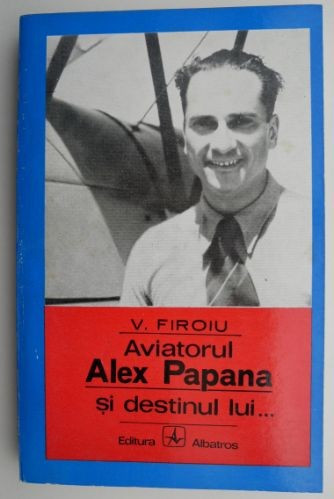 V. FIROIU
Aviatorul
Alex Papana
și destinul lui...
Editura Albatros